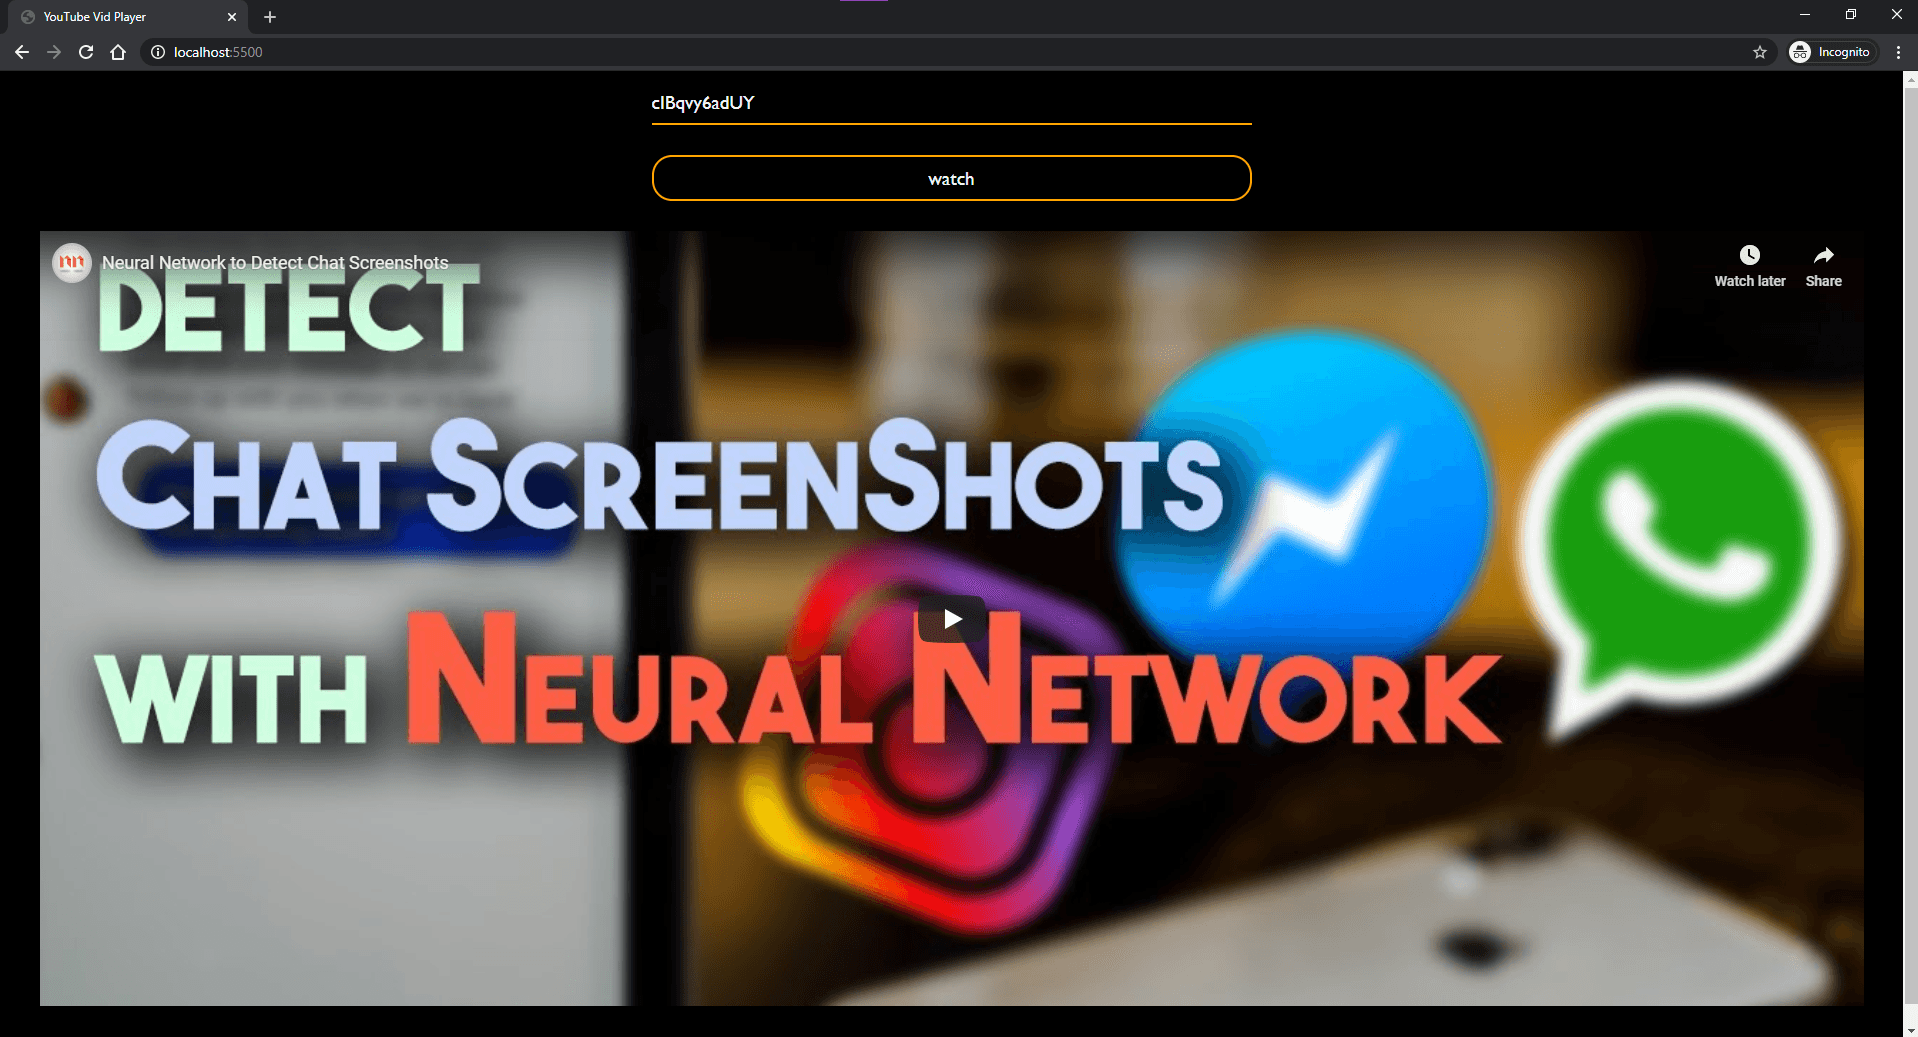 YouTube Vid Player
localhost:5500
Incognito
cIBqvy6adUY
watch
Neural Network to Detect Chat Screenshots
Watch later
Share
DETECT
CHAT SCREENSHOTS
WITH NEURAL NETWORK